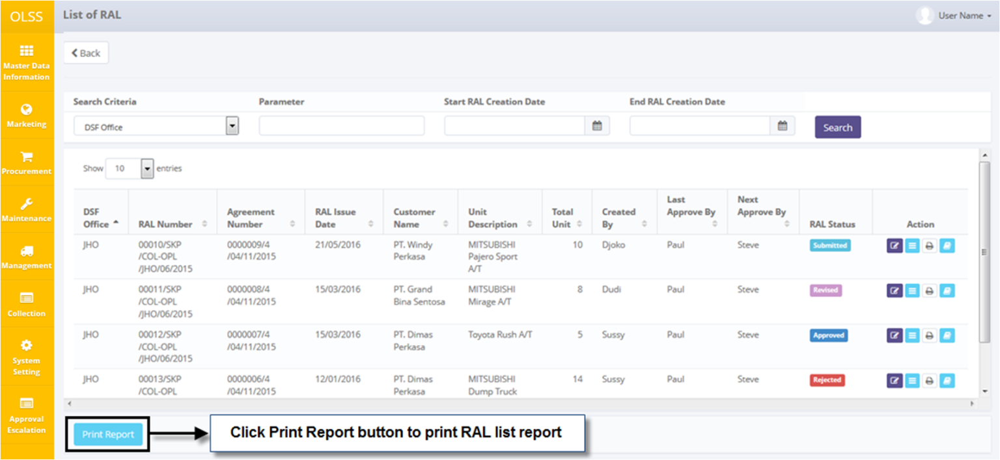 OLSS
List of RAL
User Name
Master Data
Information
Marketing
Procurement
Maintenance
Management
Collection
System
Setting
Approval
Escalation
Back
Search Criteria
Parameter
Start RAL Creation Date
End RAL Creation Date
DSF Office
Search
Show 10 entries
DSF
Office
RAL Number
Agreement
Number
RAL Issue
Date
Customer
Name
Unit
Description
Total
Unit
Created
By
Last
Approve By
Next
Approve By
RAL Status
Action
JHO
00010/SKP
/COL-OPL
/JHO/06/2015
0000009/4
/04/11/2015
21/05/2016
PT. Windy
Perkasa
MITSUBISHI
Pajero Sport
A/T
10
Djoko
Paul
Steve
Submitted
JHO
00011/SKP
/COL-OPL
/JHO/06/2015
0000008/4
/04/11/2015
15/03/2016
PT. Grand
Bina Sentosa
MITSUBISHI
Mirage A/T
8
Dudi
Paul
Steve
Revised
JHO
00012/SKP
/COL-OPL
/JHO/06/2015
0000007/4
/04/11/2015
15/03/2016
PT. Dimas
Perkasa
Toyota Rush A/T
5
Sussy
Paul
Steve
Approved
JHO
00013/SKP
/COL-OPL
0000006/4
/04/11/2015
12/01/2016
PT. Dimas
Perkasa
MITSUBISHI
Dump Truck
14
Sussy
Paul
Steve
Rejected
Print Report
Click Print Report button to print RAL list report